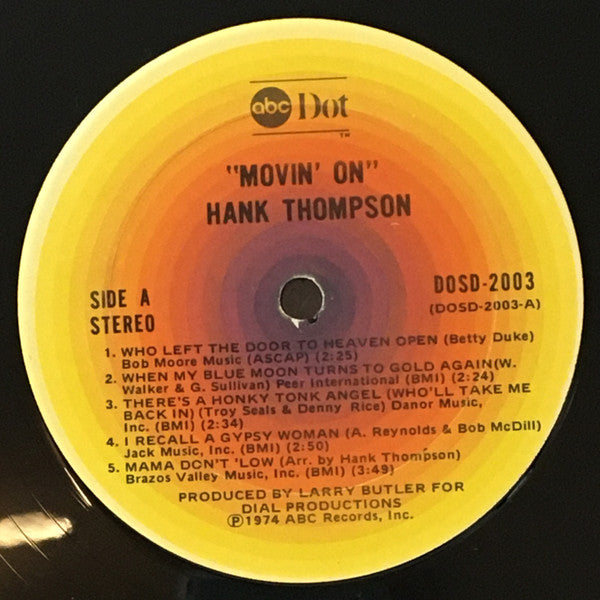 abc Dot
TM
"MOVIN' ON"
HANK THOMPSON
SIDE A
STEREO
DOSD-2003
(DOSD-2003-A)
1. WHO LEFT THE DOOR TO HEAVEN OPEN (Betty Duke)
Bob Moore Music (ASCAP) (2:25)
2. WHEN MY BLUE MOON TURNS TO GOLD AGAIN(W.
Walker & G. Sullivan) Peer International (BMI) (2:24)
3. THERE'S A HONKY TONK ANGEL (WHO'LL TAKE ME
BACK IN) (Troy Seals & Denny Rice) Danor Music,
Inc. (BMI) (2:34)
4. I RECALL A GYPSY WOMAN (A. Reynolds & Bob McDill)
Jack Music, Inc. (BMI) (2:50)
5. MAMA DON'T 'LOW (Arr. by Hank Thompson)
Brazos Valley Music, Inc. (BMI) (3:49)
PRODUCED BY LARRY BUTLER FOR
DIAL PRODUCTIONS
℗1974 ABC Records, Inc.